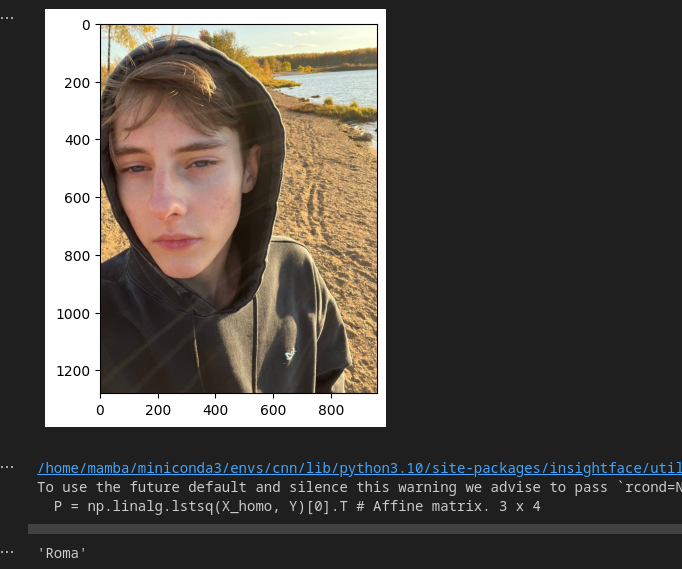 ...
0
200
400
600
800
1000
1200
0 200 400 600 800
...
/home/mamba/miniconda3/envs/cnn/lib/python3.10/site-packages/insightface/util
To use the future default and silence this warning we advise to pass `rcond=N
P = np.linalg.lstsq(X_homo, Y)[0].T # Affine matrix. 3 x 4
...
'Roma'